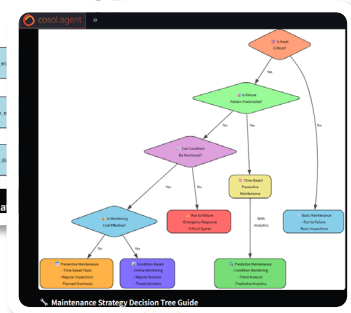 cosol.agent »
Is Asset
Critical?
Yes
No
Is Failure
Pattern Predictable?
No
Yes
Can Condition
Be Monitored?
Time-Based
Preventive
Maintenance
Yes
No
With
Analytics
Is Monitoring
Cost Effective?
Run to Failure
- Emergency Response
- Critical Spares
Basic Maintenance
- Run to Failure
- Basic Inspections
No
Yes
Preventive Maintenance
- Time-Based Tasks
- Regular Inspections
- Planned Overhauls
Condition-Based
- Online Monitoring
- Regular Analysis
- Threshold Alerts
Predictive Maintenance
- Condition Monitoring
- Trend Analysis
- Predictive Analytics
Maintenance Strategy Decision Tree Guide